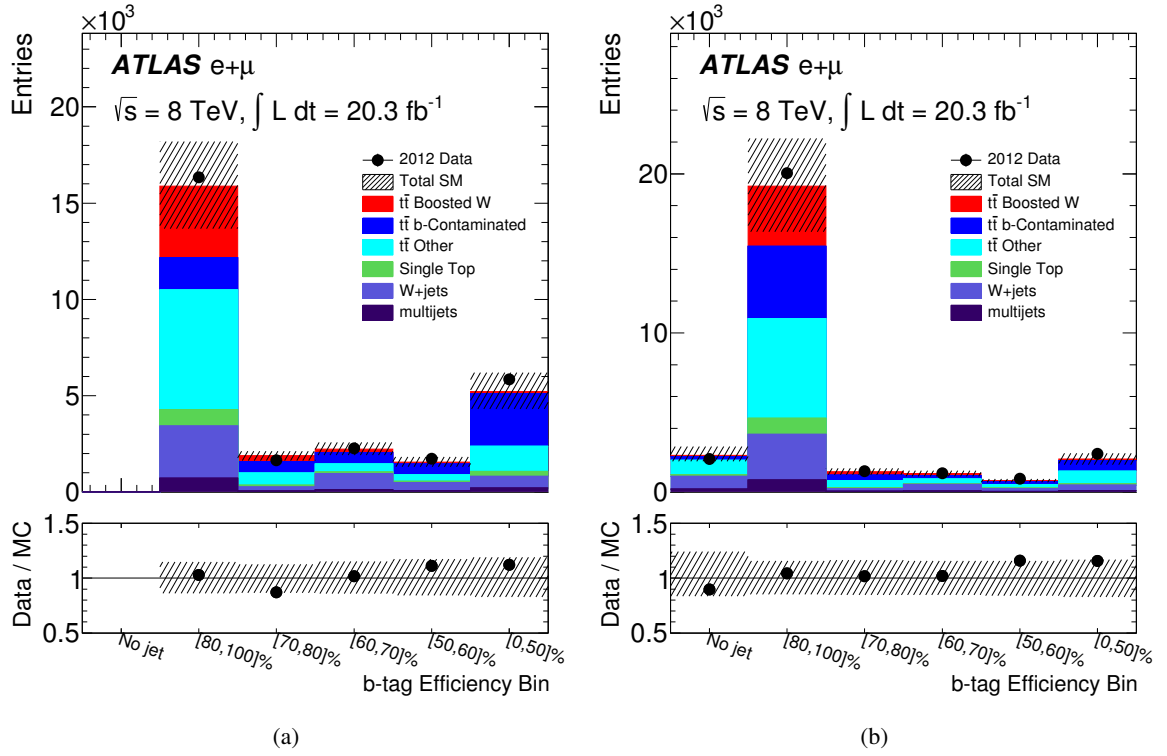 ×10³
Entries
20
15
10
5
0
ATLAS e+μ
√s = 8 TeV, ∫ L dt = 20.3 fb⁻¹
2012 Data
Total SM
tt̄ Boosted W
tt̄ b-Contaminated
tt̄ Other
Single Top
W+jets
multijets
Data / MC
1.5
1
0.5
No jet
[80,100]%
[70,80]%
[60,70]%
[50,60]%
[0,50]%
b-tag Efficiency Bin
(a)
×10³
Entries
20
10
0
ATLAS e+μ
√s = 8 TeV, ∫ L dt = 20.3 fb⁻¹
2012 Data
Total SM
tt̄ Boosted W
tt̄ b-Contaminated
tt̄ Other
Single Top
W+jets
multijets
Data / MC
1.5
1
0.5
No jet
[80,100]%
[70,80]%
[60,70]%
[50,60]%
[0,50]%
b-tag Efficiency Bin
(b)